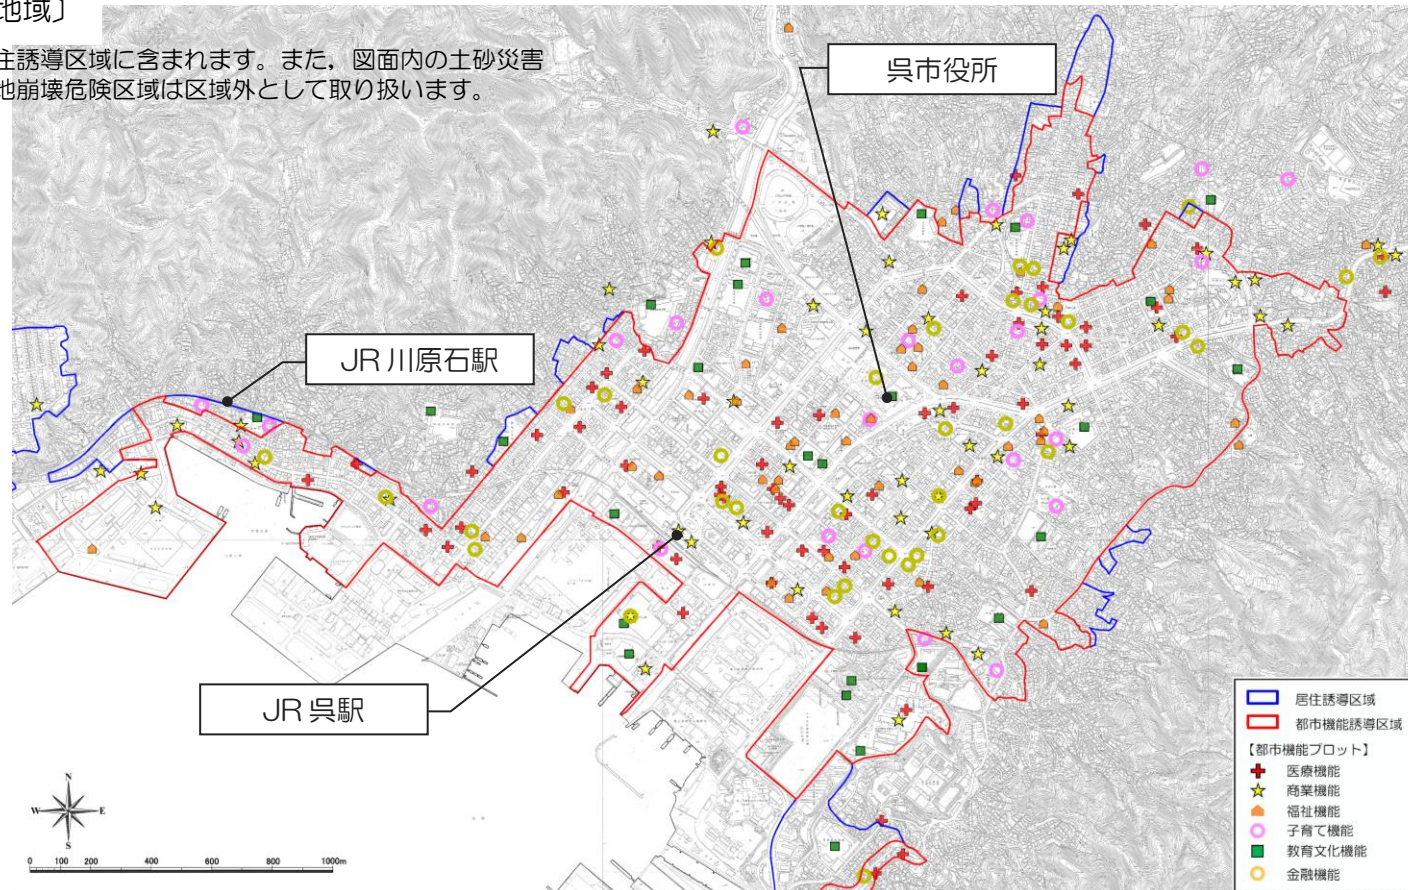 地域〕
住誘導区域に含まれます。また，図面内の土砂災害
地崩壊危険区域は区域外として取り扱います。
呉市役所
JR 川原石駅
JR 呉駅
居住誘導区域
都市機能誘導区域
【都市機能プロット】
医療機能
商業機能
福祉機能
子育て機能
教育文化機能
金融機能
N
W
E
S
0 100 200 400 600 800 1000m